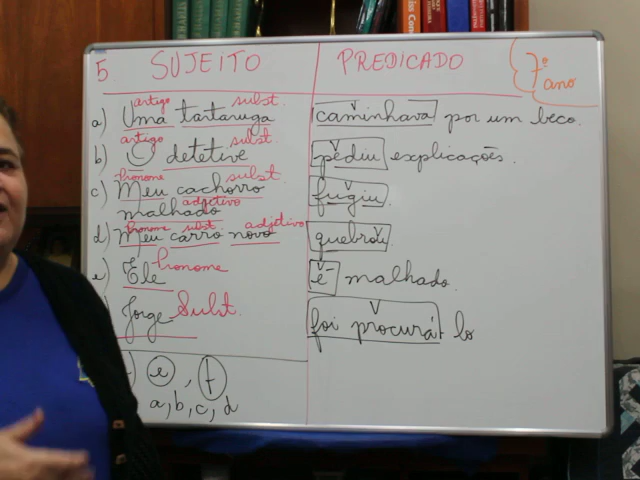 5 SUJEITO PREDICADO 7º ano
artigo subst.
a) Uma tartaruga caminhava por um beco.
artigo subst.
b) O detetive pediu explicações.
pronome subst.
c) Meu cachorro fugiu
adjetivo
malhado
pronome subst. adjetivo
d) Meu carro novo quebrou.
e) Ele pronome é malhado.
Jorge Subst. foi procurá lo
) e, f
a, b, c, d